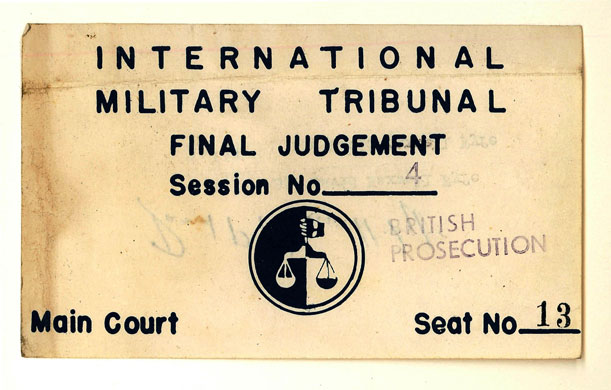 INTERNATIONAL
MILITARY TRIBUNAL
FINAL JUDGEMENT
Session No. 4
BRITISH
PROSECUTION
Main Court
Seat No. 13